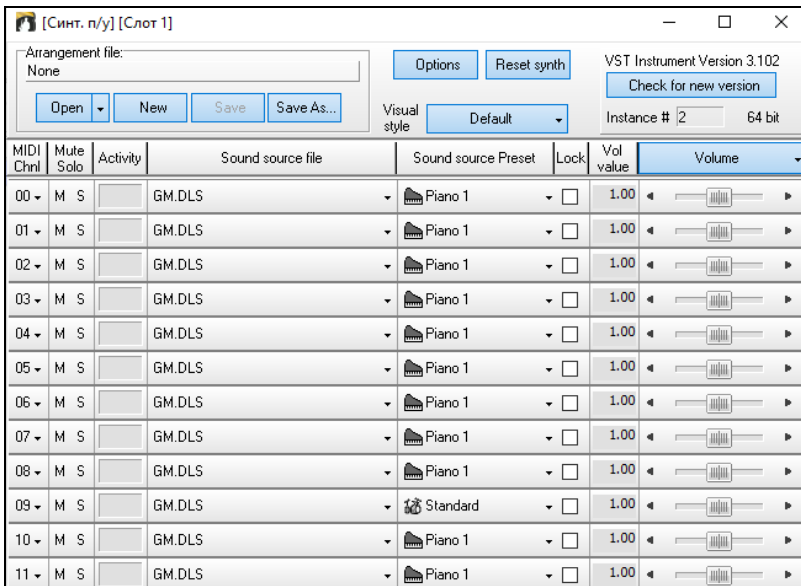 [Синт. п/у] [Слот 1]
Arrangement file:
None
Open New Save Save As...
Options Reset synth
Visual style Default
VST Instrument Version 3.102
Check for new version
Instance # 2 64 bit
MIDI Chnl Mute Solo Activity Sound source file Sound source Preset Lock Vol value Volume
00 M S GM.DLS Piano 1 1.00
01 M S GM.DLS Piano 1 1.00
02 M S GM.DLS Piano 1 1.00
03 M S GM.DLS Piano 1 1.00
04 M S GM.DLS Piano 1 1.00
05 M S GM.DLS Piano 1 1.00
06 M S GM.DLS Piano 1 1.00
07 M S GM.DLS Piano 1 1.00
08 M S GM.DLS Piano 1 1.00
09 M S GM.DLS Standard 1.00
10 M S GM.DLS Piano 1 1.00
11 M S GM.DLS Piano 1 1.00